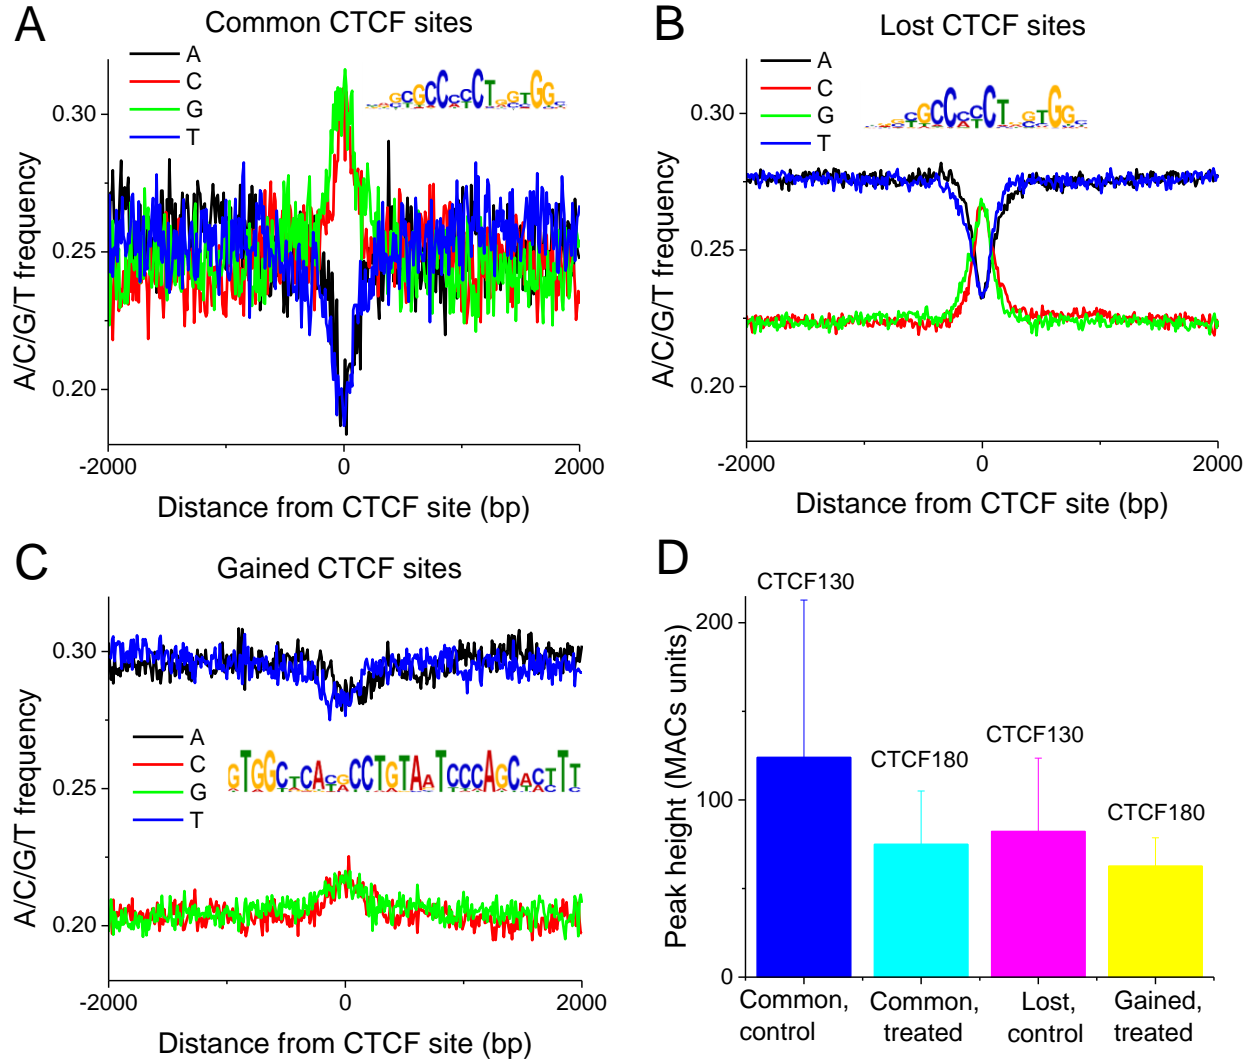 A
Common CTCF sites
A
C
G
T
0.30
0.25
0.20
A/C/G/T frequency
-2000
0
2000
Distance from CTCF site (bp)
B
Lost CTCF sites
A
C
G
T
0.30
0.25
0.20
A/C/G/T frequency
-2000
0
2000
Distance from CTCF site (bp)
C
Gained CTCF sites
0.30
0.25
0.20
A/C/G/T frequency
A
C
G
T
GTGGCTCACGCCTGTAATCCCAGCACTTT
-2000
0
2000
Distance from CTCF site (bp)
D
CTCF130
CTCF180
CTCF130
CTCF180
200
100
0
Peak height (MACs units)
Common,
control
Common,
treated
Lost,
control
Gained,
treated